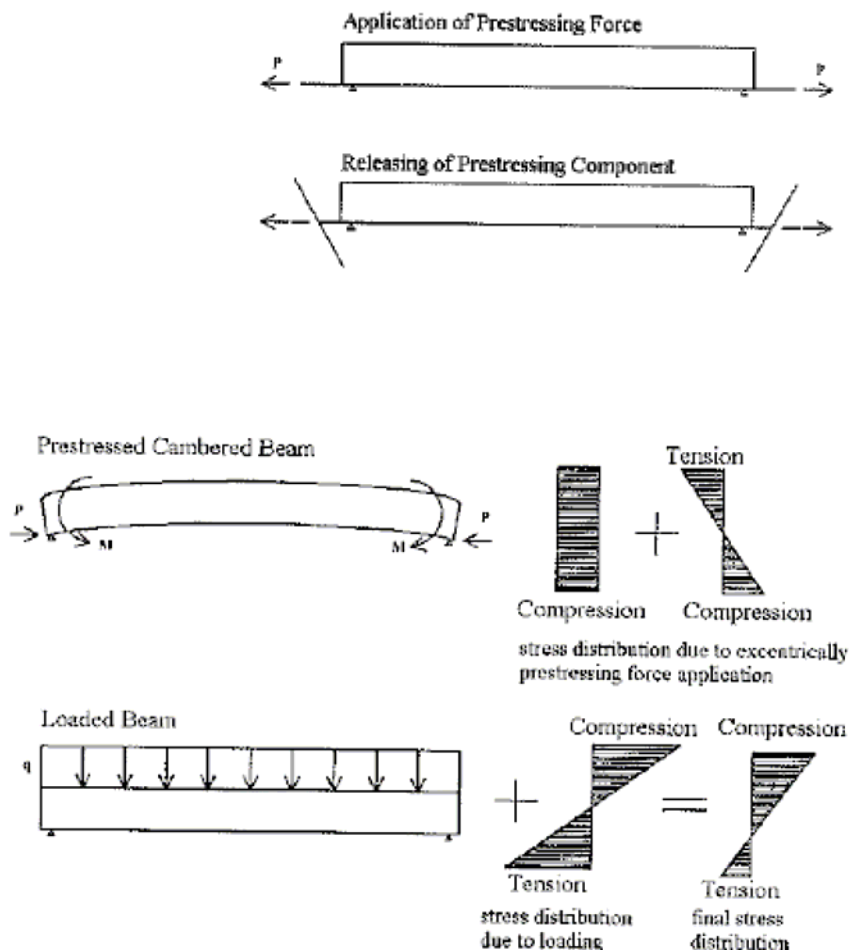 Application of Prestressing Force
P
P
Releasing of Prestressing Component
Prestressed Cambered Beam
P
M
M
P
Tension
+
Compression
Compression
stress distribution due to excentrically
prestressing force application
Loaded Beam
q
Compression
Compression
+
=
Tension
Tension
stress distribution
due to loading
final stress
distribution